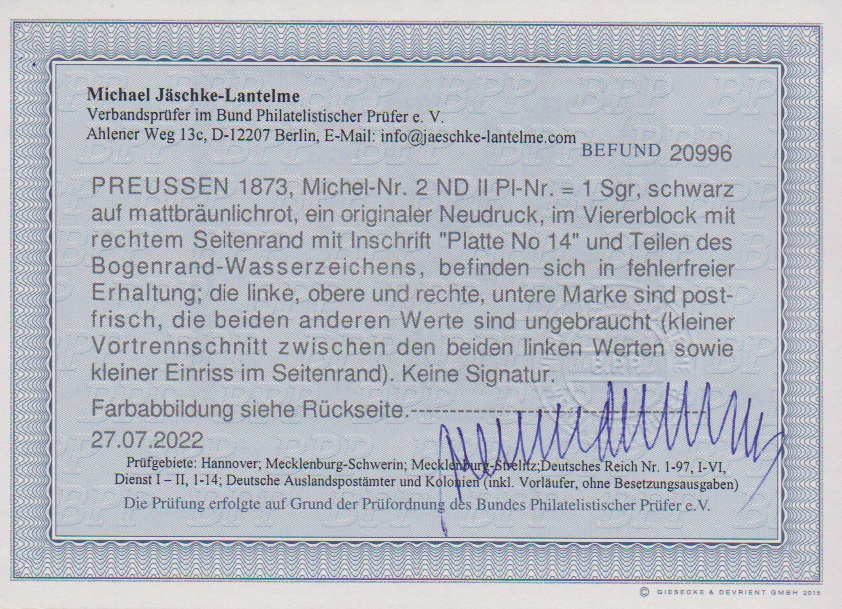 Michael Jäschke-Lantelme
Verbandsprüfer im Bund Philatelistischer Prüfer e. V.
Ahlener Weg 13c, D-12207 Berlin, E-Mail: info@jaeschke-lantelme.com
BEFUND 20996
PREUSSEN 1873, Michel-Nr. 2 ND II Pl-Nr. = 1 Sgr, schwarz
auf mattbräunlichrot, ein originaler Neudruck, im Viererblock mit
rechtem Seitenrand mit Inschrift "Platte No 14" und Teilen des
Bogenrand-Wasserzeichens, befinden sich in fehlerfreier
Erhaltung; die linke, obere und rechte, untere Marke sind post-
frisch, die beiden anderen Werte sind ungebraucht (kleiner
Vortrennschnitt zwischen den beiden linken Werten sowie
kleiner Einriss im Seitenrand). Keine Signatur.
Farbabbildung siehe Rückseite.-----------------------------------
27.07.2022
Prüfgebiete: Hannover; Mecklenburg-Schwerin; Mecklenburg-Strelitz;Deutsches Reich Nr. 1-97, I-VI,
Dienst I – II, 1-14; Deutsche Auslandspostämter und Kolonien (inkl. Vorläufer, ohne Besetzungsausgaben)
Die Prüfung erfolgte auf Grund der Prüfordnung des Bundes Philatelistischer Prüfer e.V.
© GIESECKE & DEVRIENT GMBH 2015